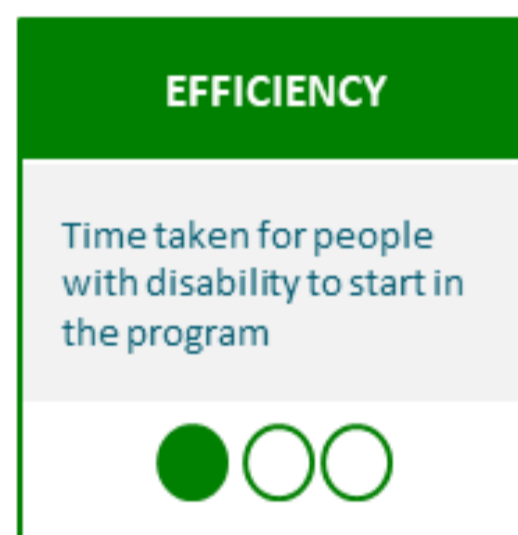 EFFICIENCY
Time taken for people
with disability to start in
the program